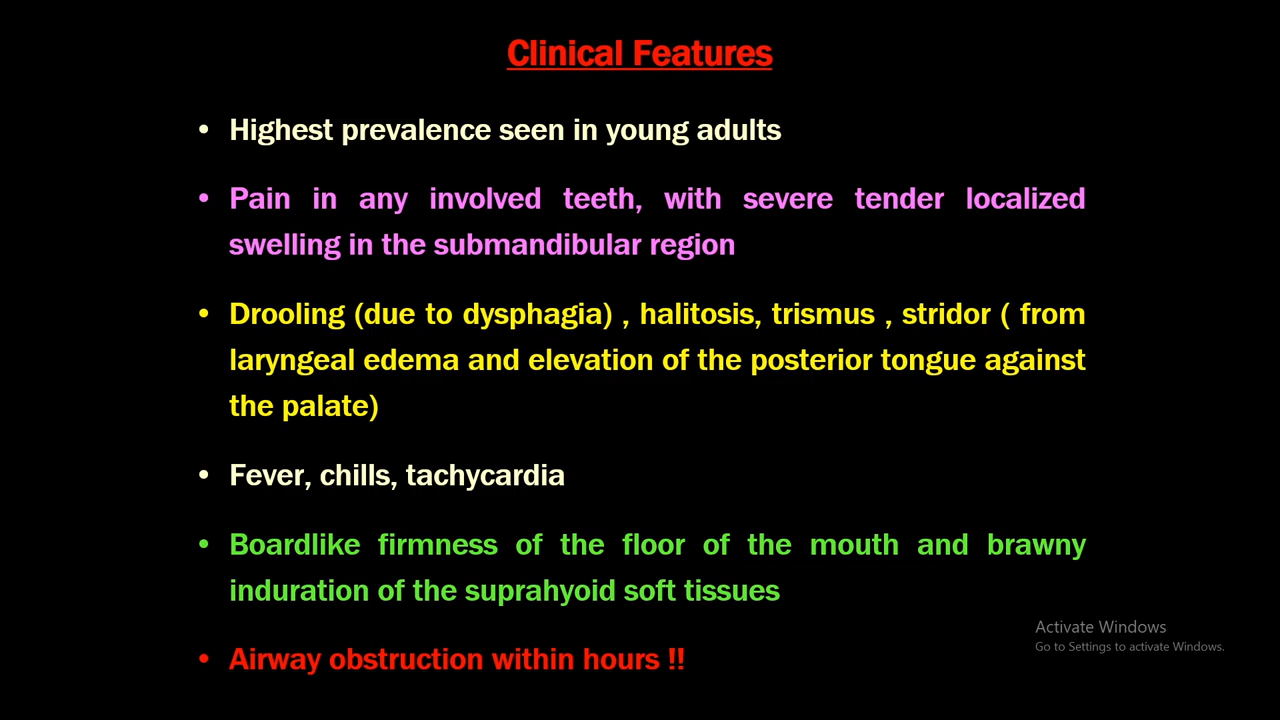 Clinical Features
• Highest prevalence seen in young adults
• Pain in any involved teeth, with severe tender localized
swelling in the submandibular region
• Drooling (due to dysphagia) , halitosis, trismus , stridor ( from
laryngeal edema and elevation of the posterior tongue against
the palate)
• Fever, chills, tachycardia
• Boardlike firmness of the floor of the mouth and brawny
induration of the suprahyoid soft tissues
• Airway obstruction within hours !!
Activate Windows
Go to Settings to activate Windows.